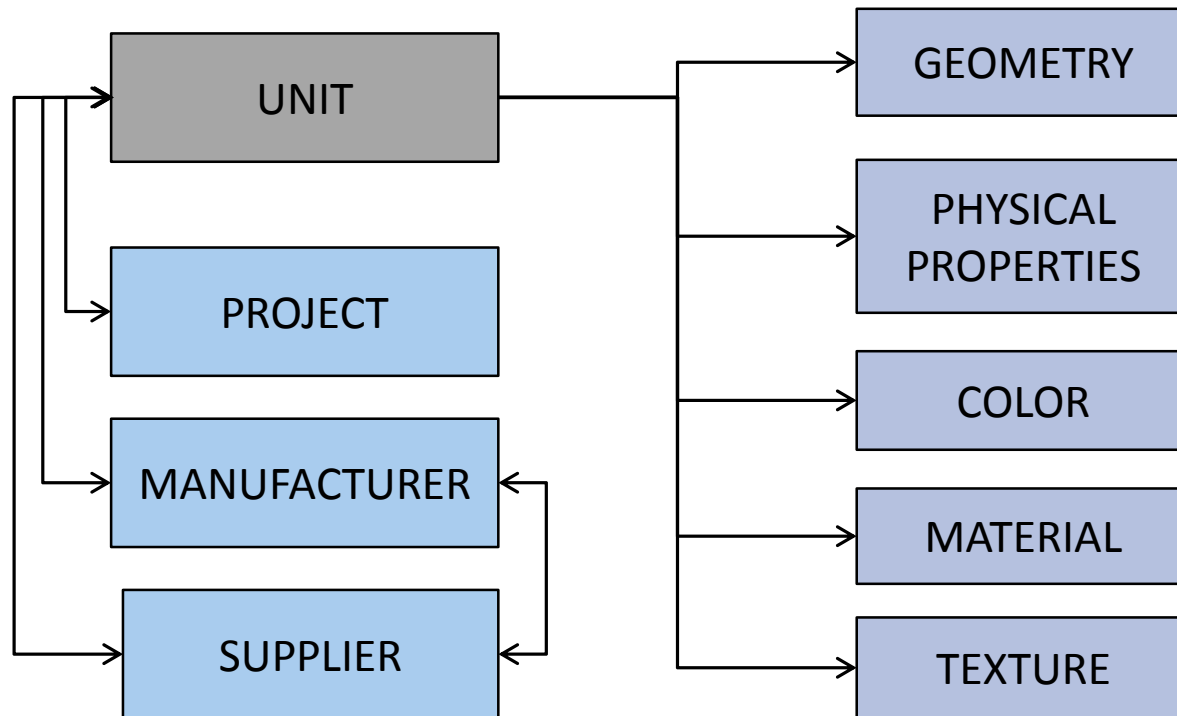 UNIT
PROJECT
MANUFACTURER
SUPPLIER
GEOMETRY
PHYSICAL
PROPERTIES
COLOR
MATERIAL
TEXTURE